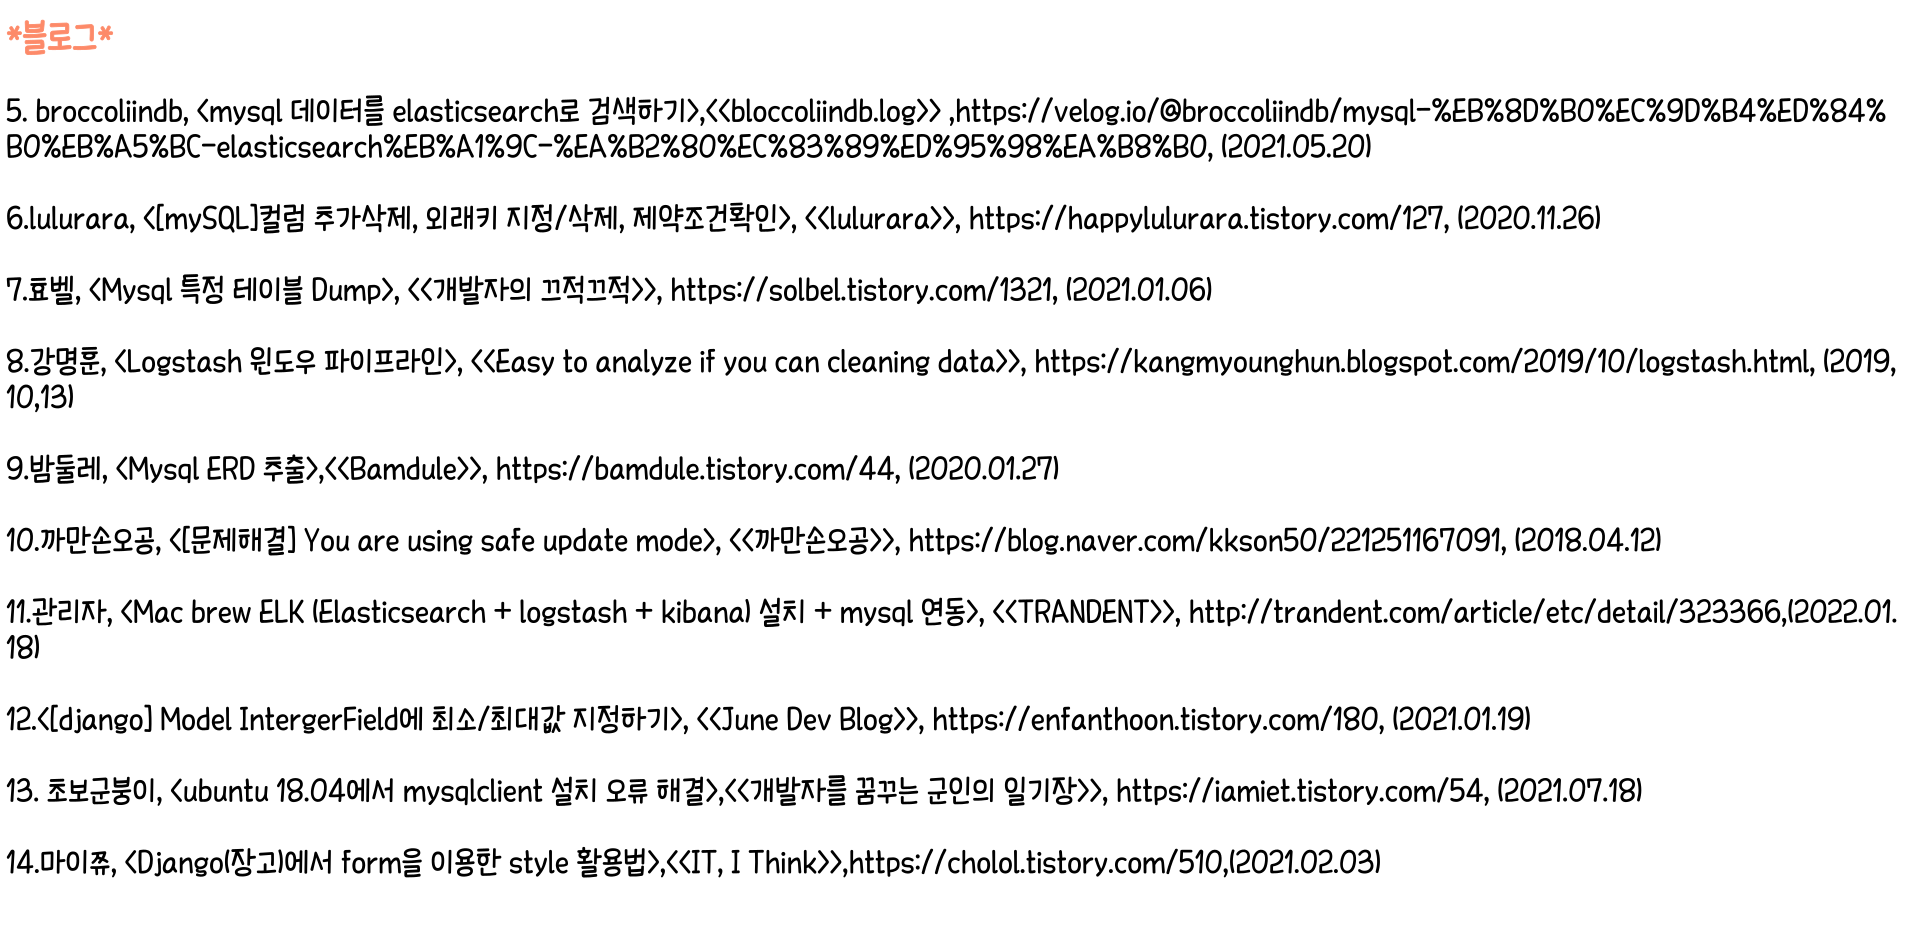 *블로그*
5. broccoliindb, <mysql 데이터를 elasticsearch로 검색하기>,<<bloccoliindb.log>> ,https://velog.io/@broccoliindb/mysql-%EB%8D%B0%EC%9D%B4%ED%84%
B0%EB%A5%BC-elasticsearch%EB%A1%9C-%EA%B2%80%EC%83%89%ED%95%98%EA%B8%B0, (2021.05.20)
6.lulurara, <[mySQL]컬럼 추가삭제, 외래키 지정/삭제, 제약조건확인>, <<lulurara>>, https://happylulurara.tistory.com/127, (2020.11.26)
7.효벨, <Mysql 특정 테이블 Dump>, <<개발자의 끄적끄적>>, https://solbel.tistory.com/1321, (2021.01.06)
8.강명훈, <Logstash 윈도우 파이프라인>, <<Easy to analyze if you can cleaning data>>, https://kangmyounghun.blogspot.com/2019/10/logstash.html, (2019,
10,13)
9.밤둘레, <Mysql ERD 추출>,<<Bamdule>>, https://bamdule.tistory.com/44, (2020.01.27)
10.까만손오공, <[문제해결] You are using safe update mode>, <<까만손오공>>, https://blog.naver.com/kkson50/221251167091, (2018.04.12)
11.관리자, <Mac brew ELK (Elasticsearch + logstash + kibana) 설치 + mysql 연동>, <<TRANDENT>>, http://trandent.com/article/etc/detail/323366,(2022.01.
18)
12.<[django] Model IntergerField에 최소/최대값 지정하기>, <<June Dev Blog>>, https://enfanthoon.tistory.com/180, (2021.01.19)
13. 초보군붕이, <ubuntu 18.04에서 mysqlclient 설치 오류 해결>,<<개발자를 꿈꾸는 군인의 일기장>>, https://iamiet.tistory.com/54, (2021.07.18)
14.마이쮸, <Django(장고)에서 form을 이용한 style 활용법>,<<IT, I Think>>,https://cholol.tistory.com/510,(2021.02.03)